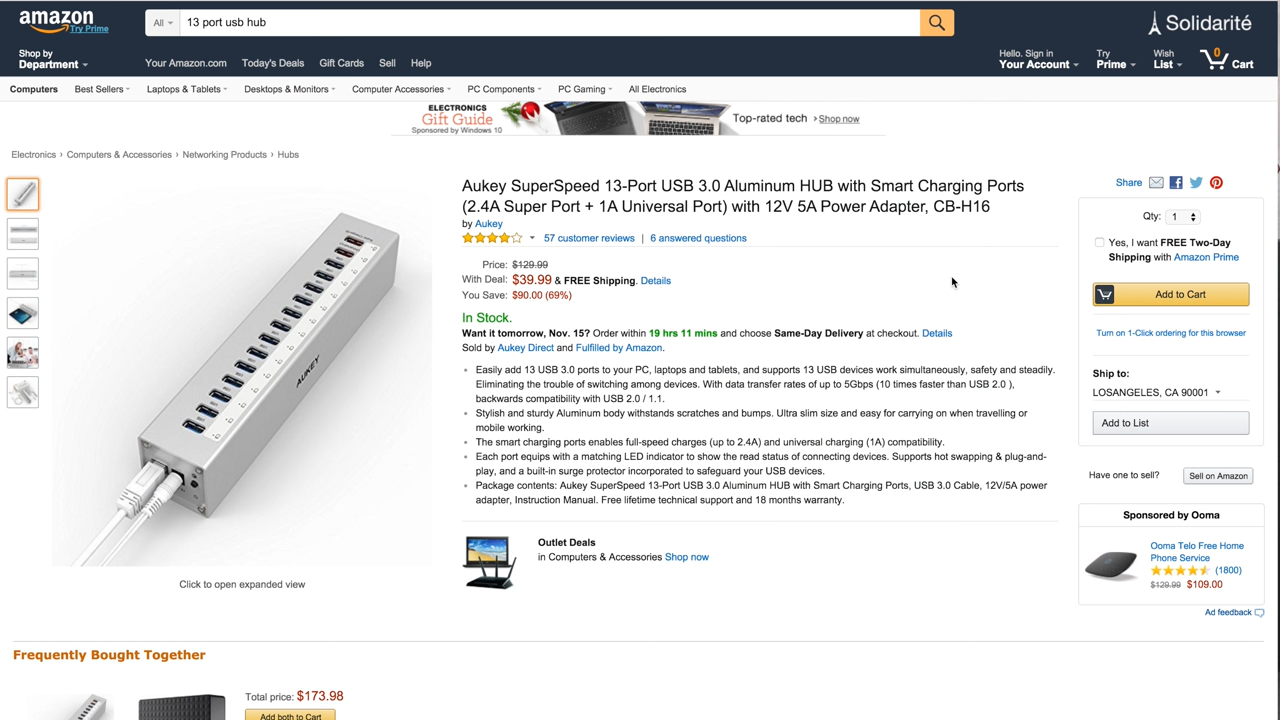 amazon
Try Prime
All
13 port usb hub
Solidarité
Shop by
Department
Your Amazon.com Today's Deals Gift Cards Sell Help
Hello. Sign in
Your Account
Try
Prime
Wish
List
0
Cart
Computers Best Sellers Laptops & Tablets Desktops & Monitors Computer Accessories PC Components PC Gaming All Electronics
ELECTRONICS
Gift Guide
Sponsored by Windows 10
Top-rated tech › Shop now
Electronics › Computers & Accessories › Networking Products › Hubs
AUKEY
Click to open expanded view
Aukey SuperSpeed 13-Port USB 3.0 Aluminum HUB with Smart Charging Ports
(2.4A Super Port + 1A Universal Port) with 12V 5A Power Adapter, CB-H16
by Aukey
57 customer reviews | 6 answered questions
Price: $129.99
With Deal: $39.99 & FREE Shipping. Details
You Save: $90.00 (69%)
In Stock.
Want it tomorrow, Nov. 15? Order within 19 hrs 11 mins and choose Same-Day Delivery at checkout. Details
Sold by Aukey Direct and Fulfilled by Amazon.
• Easily add 13 USB 3.0 ports to your PC, laptops and tablets, and supports 13 USB devices work simultaneously, safety and steadily.
Eliminating the trouble of switching among devices. With data transfer rates of up to 5Gbps (10 times faster than USB 2.0 ),
backwards compatibility with USB 2.0 / 1.1.
• Stylish and sturdy Aluminum body withstands scratches and bumps. Ultra slim size and easy for carrying on when travelling or
mobile working.
• The smart charging ports enables full-speed charges (up to 2.4A) and universal charging (1A) compatibility.
• Each port equips with a matching LED indicator to show the read status of connecting devices. Supports hot swapping & plug-and-
play, and a built-in surge protector incorporated to safeguard your USB devices.
• Package contents: Aukey SuperSpeed 13-Port USB 3.0 Aluminum HUB with Smart Charging Ports, USB 3.0 Cable, 12V/5A power
adapter, Instruction Manual. Free lifetime technical support and 18 months warranty.
Outlet Deals
in Computers & Accessories Shop now
Share
Qty: 1
Yes, I want FREE Two-Day
Shipping with Amazon Prime
Add to Cart
Turn on 1-Click ordering for this browser
Ship to:
LOSANGELES, CA 90001
Add to List
Have one to sell? Sell on Amazon
Sponsored by Ooma
Ooma Telo Free Home
Phone Service
(1800)
$129.99 $109.00
Ad feedback
Frequently Bought Together
Total price: $173.98
Add both to Cart